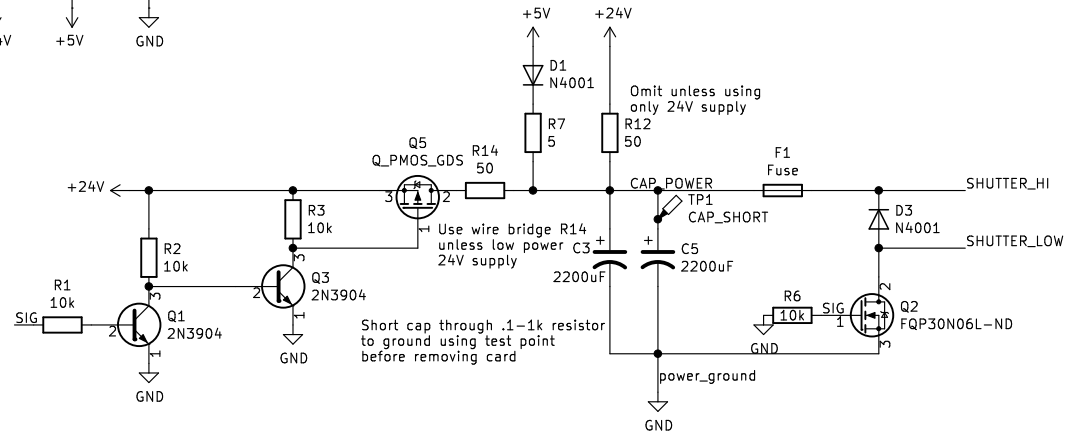 4V
+5V
GND
+5V
+24V
D1
N4001
R7
5
Omit unless using
only 24V supply
R12
50
Q5
Q_PMOS_GDS
3
2
1
R14
50
+24V
CAP_POWER
TP1
CAP_SHORT
F1
Fuse
SHUTTER_HI
D3
N4001
SHUTTER_LOW
R3
10k
R2
10k
Use wire bridge R14
unless low power
24V supply
+
C3
2200uF
+
C5
2200uF
R1
10k
SIG
3
2
1
Q1
2N3904
GND
3
2
1
Q3
2N3904
GND
Short cap through .1-1k resistor
to ground using test point
before removing card
R6
10k
SIG
1
2
3
Q2
FQP30N06L-ND
GND
power_ground
GND